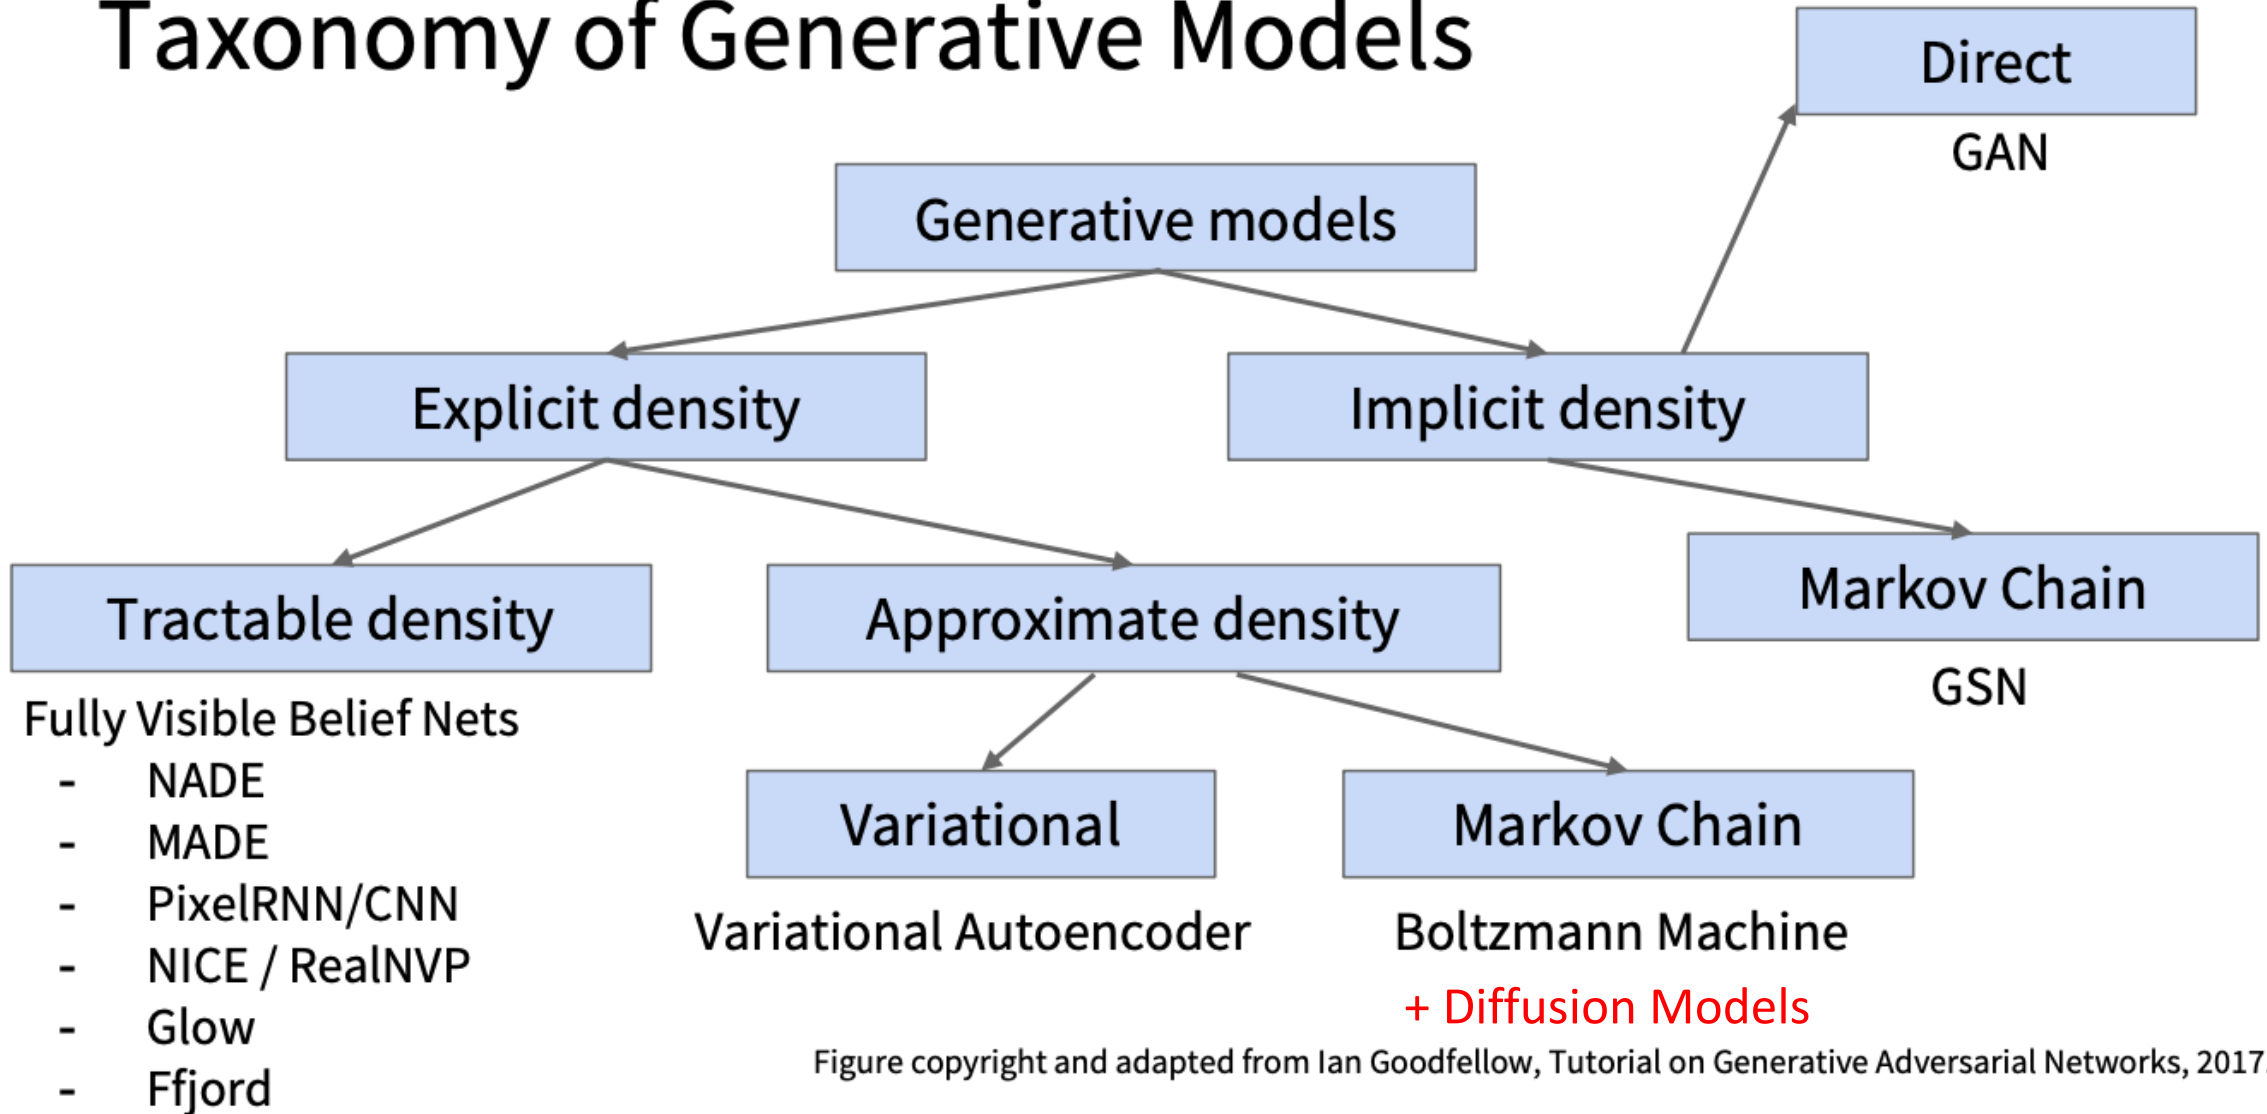 Taxonomy of Generative Models
Direct
GAN
Generative models
Explicit density
Implicit density
Tractable density
Approximate density
Markov Chain
GSN
Fully Visible Belief Nets
- NADE
- MADE
- PixelRNN/CNN
- NICE / RealNVP
- Glow
- Ffjord
Variational
Markov Chain
Variational Autoencoder
Boltzmann Machine
+ Diffusion Models
Figure copyright and adapted from Ian Goodfellow, Tutorial on Generative Adversarial Networks, 2017.